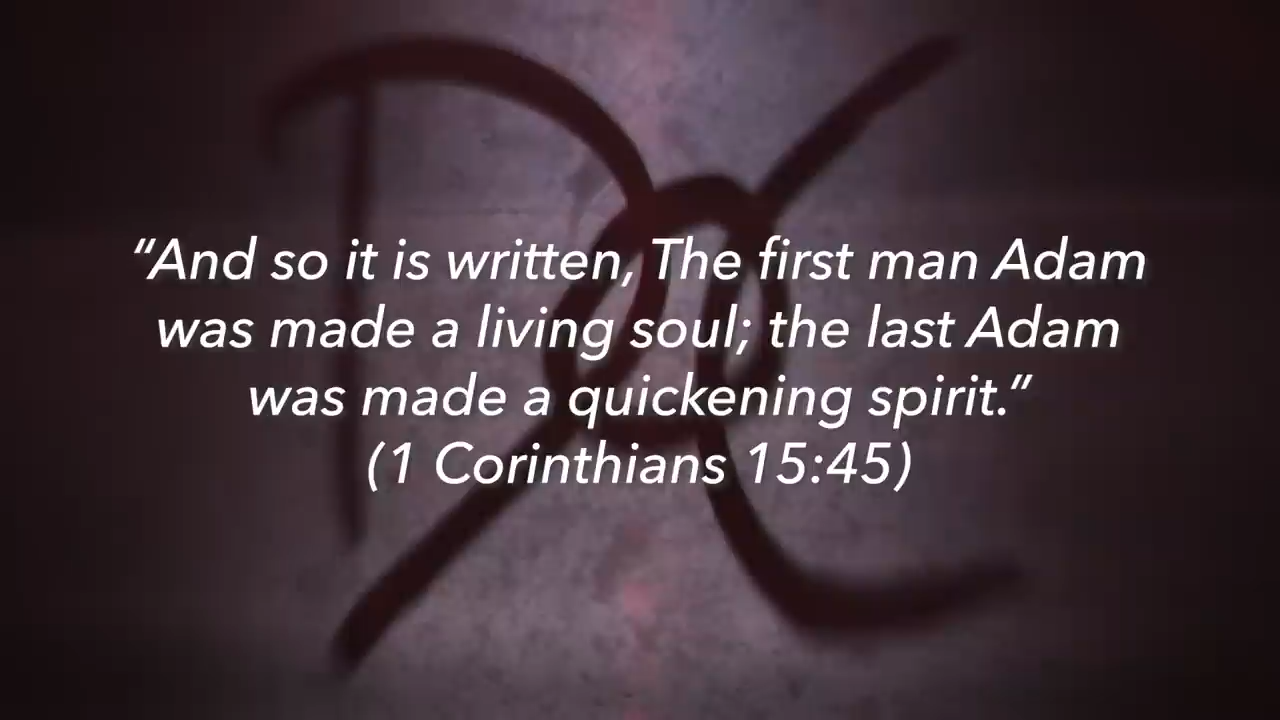 “And so it is written, The first man Adam
was made a living soul; the last Adam
was made a quickening spirit.”
(1 Corinthians 15:45)